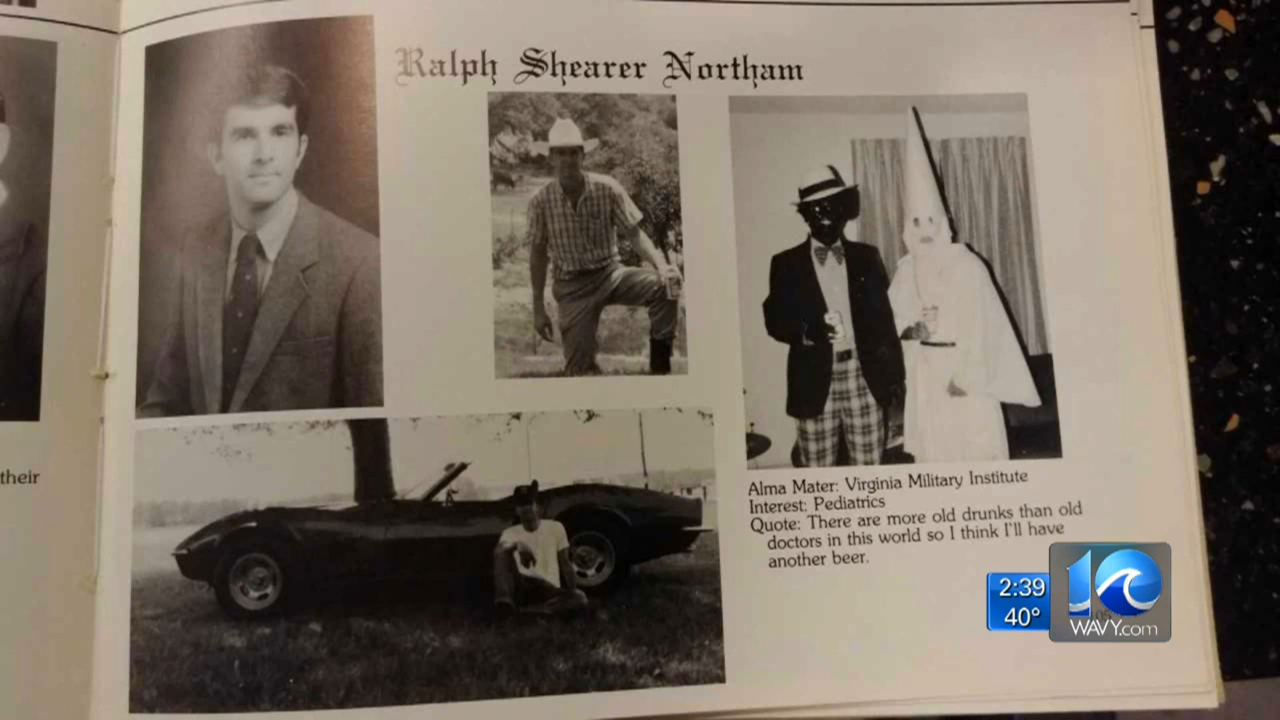 Ralph Shearer Northam
their
Alma Mater: Virginia Military Institute
Interest: Pediatrics
Quote: There are more old drunks than old
doctors in this world so I think I'll have
another beer.
2:39
40°
10
WAVY.com